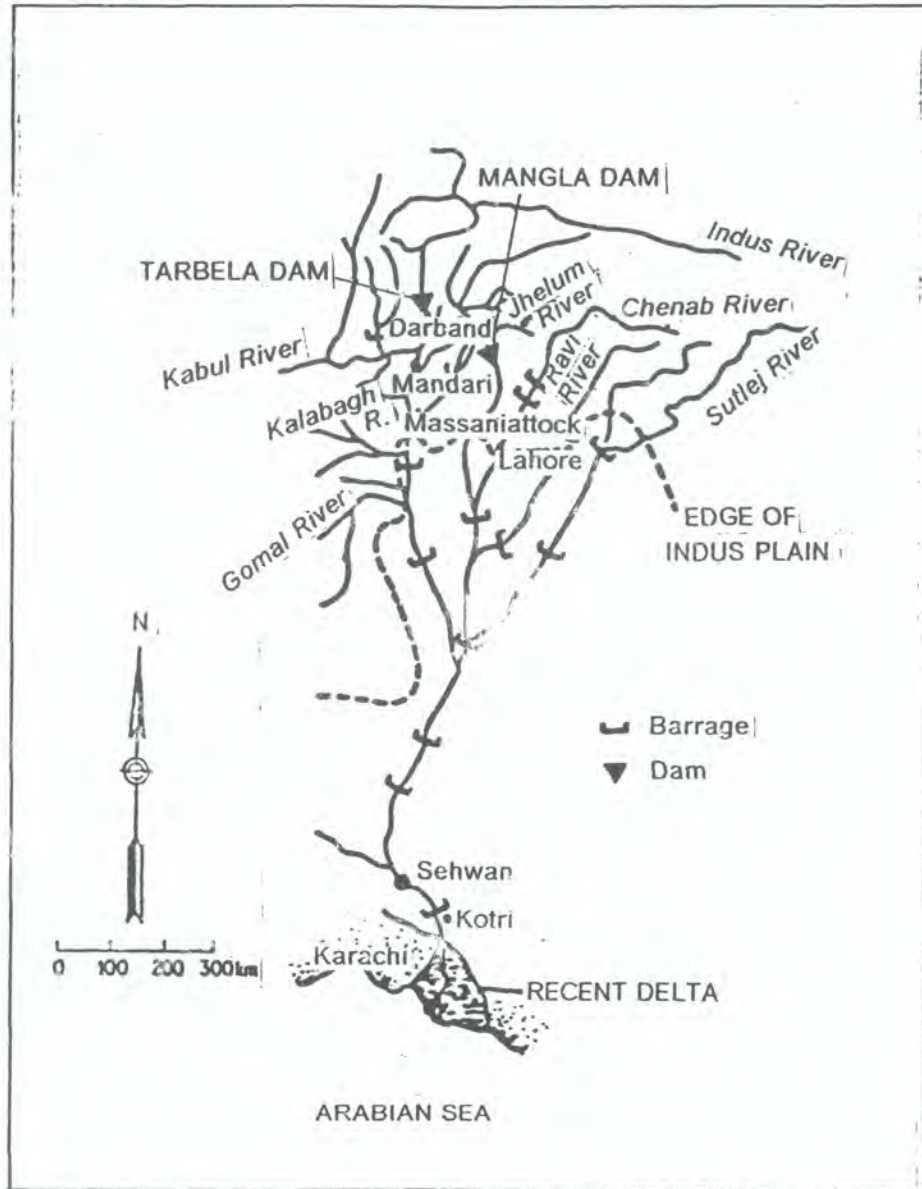 MANGLA DAM
Indus River
TARBELA DAM
Jhelum
River
Chenab River
Darband
Ravi
River
Kabul River
Mandari
Sutlej River
Kalabagh
R.
Massaniattock
Lahore
EDGE OF
INDUS PLAIN
Gomal River
N
Barrage
Dam
Sehwan
Kotri
Karachi
0 100 200 300km
RECENT DELTA
ARABIAN SEA